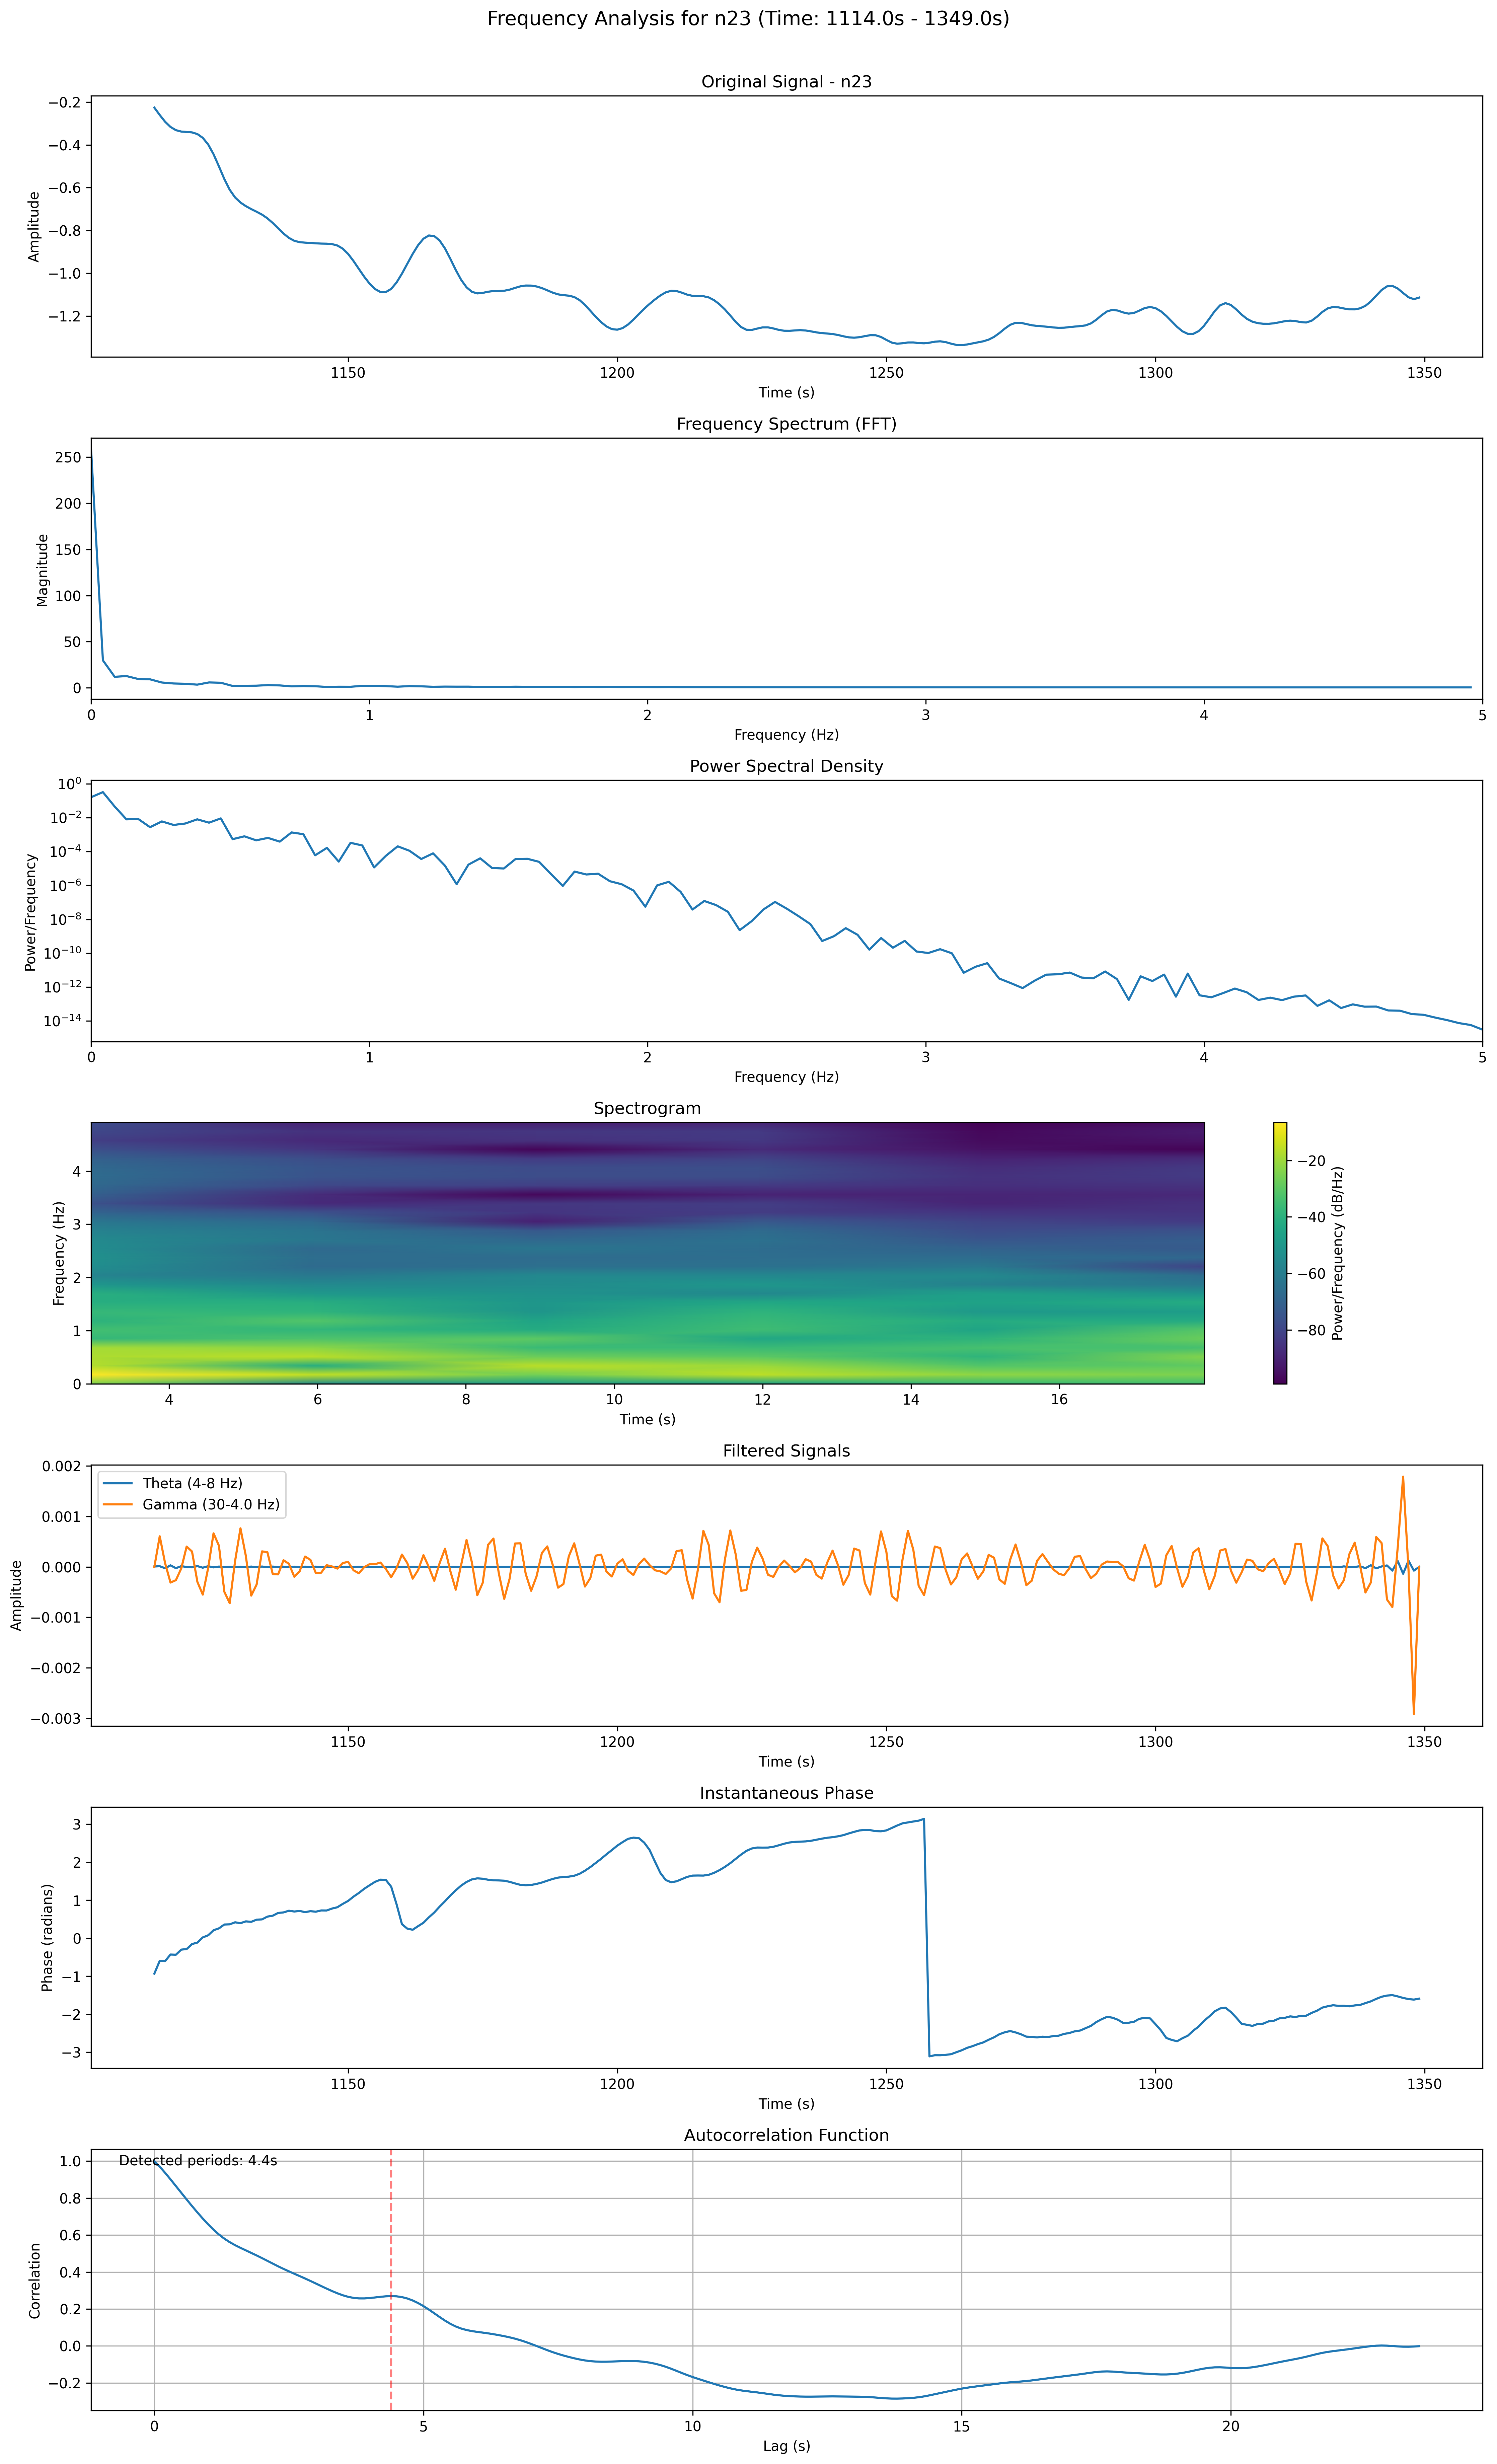 Frequency Analysis for n23 (Time: 1114.0s - 1349.0s)
Original Signal - n23
−0.2
−0.4
−0.6
−0.8
−1.0
−1.2
Amplitude
1150 1200 1250 1300 1350
Time (s)
Frequency Spectrum (FFT)
250
200
150
100
50
0
Magnitude
0 1 2 3 4 5
Frequency (Hz)
Power Spectral Density
10⁰
10⁻²
10⁻⁴
10⁻⁶
10⁻⁸
10⁻¹⁰
10⁻¹²
10⁻¹⁴
Power/Frequency
0 1 2 3 4 5
Frequency (Hz)
Spectrogram
4
3
2
1
0
Frequency (Hz)
4 6 8 10 12 14 16
Time (s)
−20
−40
−60
−80
Power/Frequency (dB/Hz)
Filtered Signals
Theta (4-8 Hz)
Gamma (30-4.0 Hz)
0.002
0.001
0.000
−0.001
−0.002
−0.003
Amplitude
1150 1200 1250 1300 1350
Time (s)
Instantaneous Phase
3
2
1
0
−1
−2
−3
Phase (radians)
1150 1200 1250 1300 1350
Time (s)
Autocorrelation Function
Detected periods: 4.4s
1.0
0.8
0.6
0.4
0.2
0.0
−0.2
Correlation
0 5 10 15 20
Lag (s)